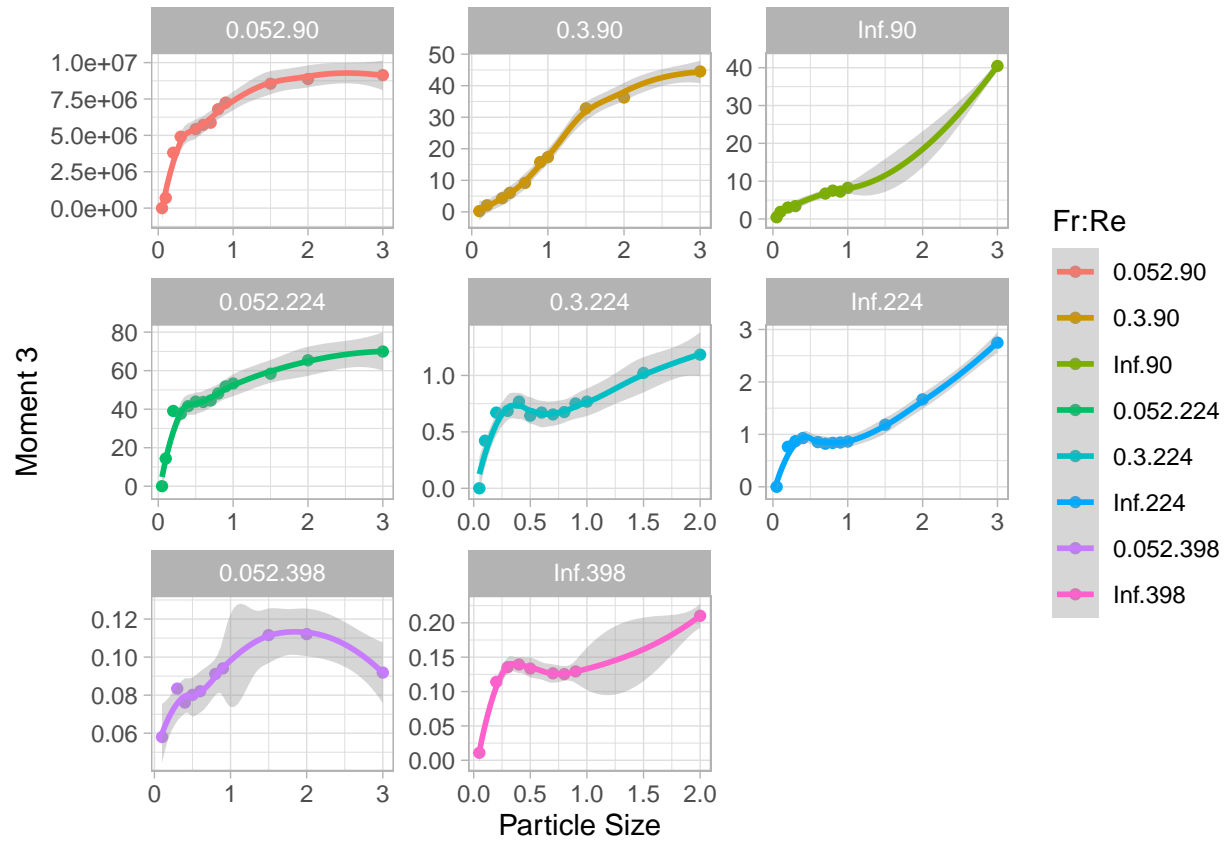 0.052.90 0.3.90 Inf.90
1.0e+07
7.5e+06
5.0e+06
2.5e+06
0.0e+00
0 1 2 3
50
40
30
20
10
0
0 1 2 3
40
30
20
10
0
0 1 2 3
0.052.224 0.3.224 Inf.224
80
60
40
20
0
0 1 2 3
1.0
0.5
0.0
0.0 0.5 1.0 1.5 2.0
3
2
1
0
0 1 2 3
0.052.398 Inf.398
0.12
0.10
0.08
0.06
0 1 2 3
0.20
0.15
0.10
0.05
0.00
0.0 0.5 1.0 1.5 2.0
Moment 3
Particle Size
Fr:Re
0.052.90
0.3.90
Inf.90
0.052.224
0.3.224
Inf.224
0.052.398
Inf.398